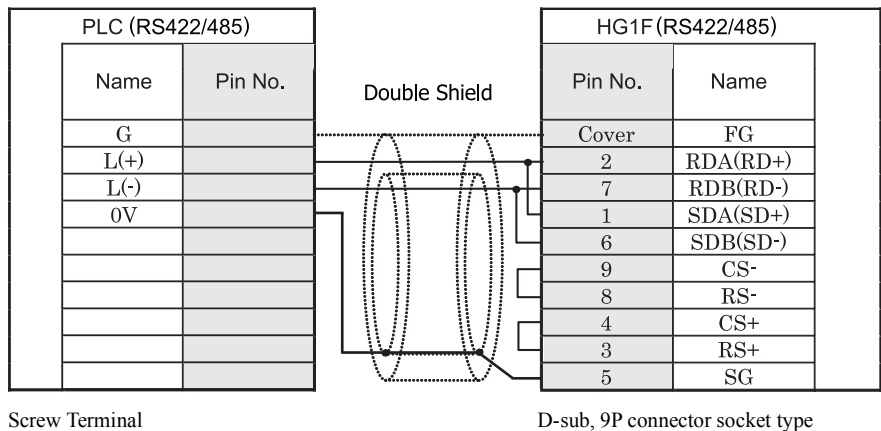 PLC (RS422/485)
HG1F(RS422/485)
Name Pin No. Double Shield Pin No. Name
G Cover FG
L(+) 2 RDA(RD+)
L(-) 7 RDB(RD-)
0V 1 SDA(SD+)
6 SDB(SD-)
9 CS-
8 RS-
4 CS+
3 RS+
5 SG
Screw Terminal D-sub, 9P connector socket type